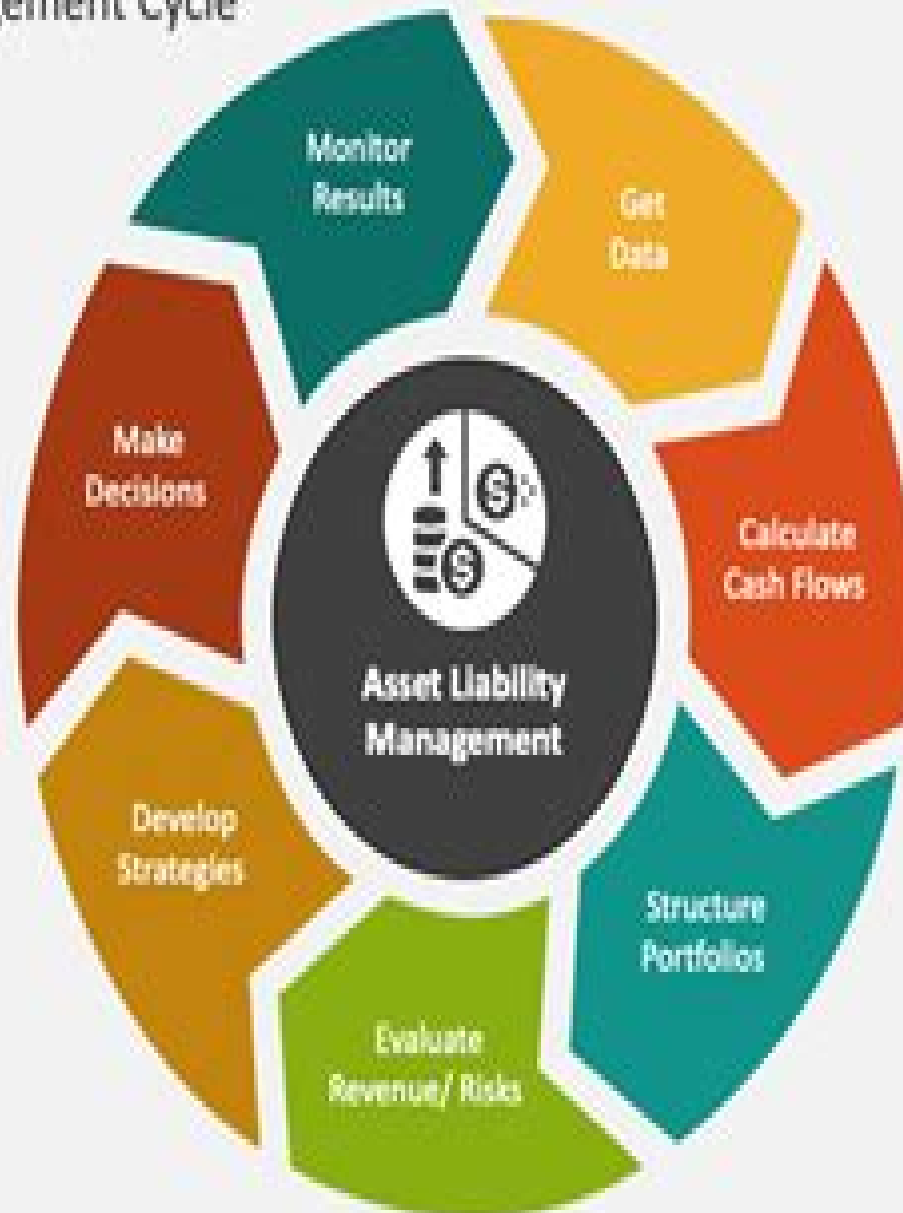 ement Cycle
Monitor
Results
Get
Data
Make
Decisions
Calculate
Cash Flows
Asset Liability
Management
Develop
Strategies
Structure
Portfolios
Evaluate
Revenue/ Risks